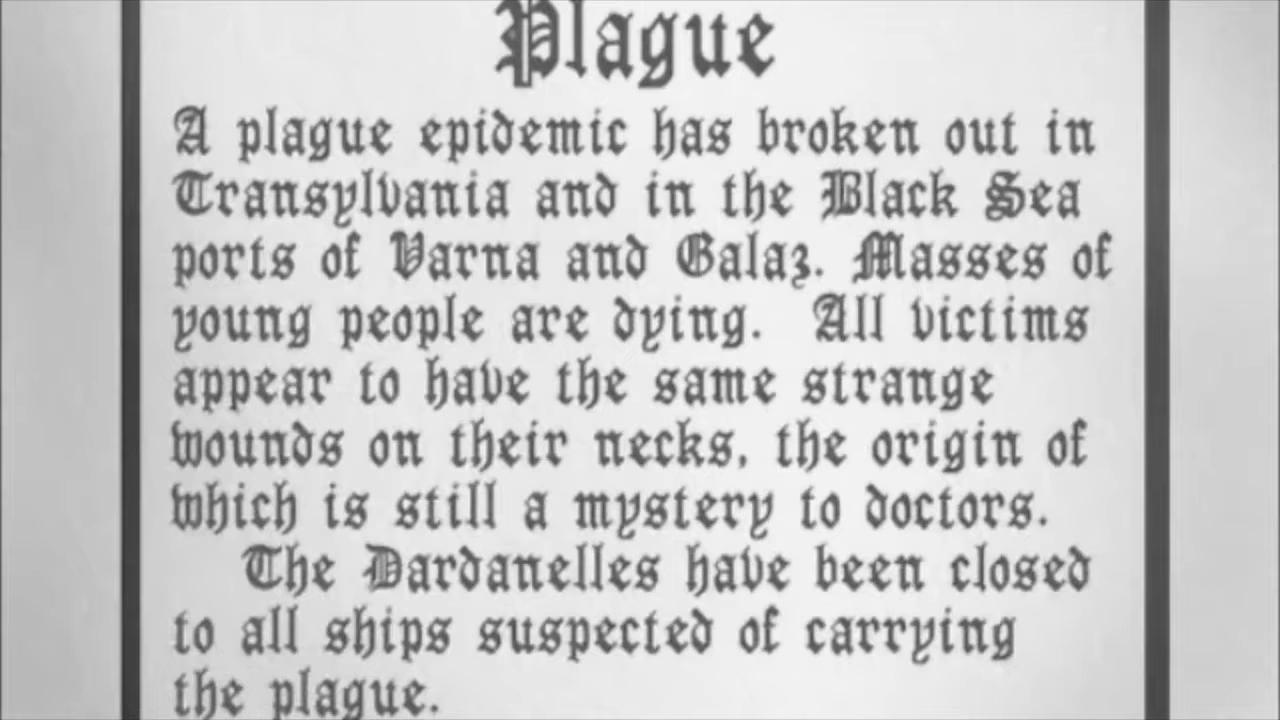 Plague
A plague epidemic has broken out in
Transylvania and in the Black Sea
ports of Varna and Galaz. Masses of
young people are dying. All victims
appear to have the same strange
wounds on their necks, the origin of
which is still a mystery to doctors.
The Dardanelles have been closed
to all ships suspected of carrying
the plague.